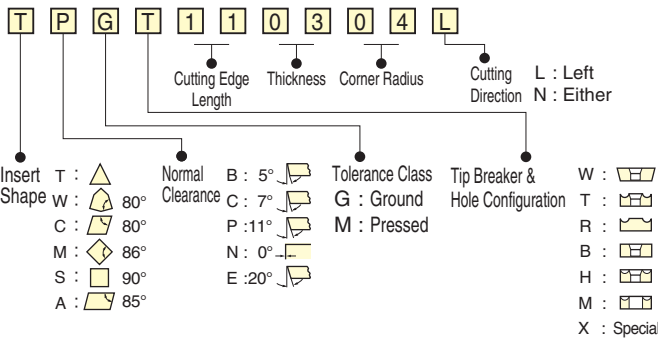 T P G T 1 1 0 3 0 4 L
Cutting Edge Length
Thickness
Corner Radius
Cutting Direction
L : Left
N : Either
Insert Shape
T :
W : 80°
C : 80°
M : 86°
S : 90°
A : 85°
Normal Clearance
B : 5°
C : 7°
P :11°
N : 0°
E :20°
Tolerance Class
G : Ground
M : Pressed
Tip Breaker & Hole Configuration
W :
T :
R :
B :
H :
M :
X : Special